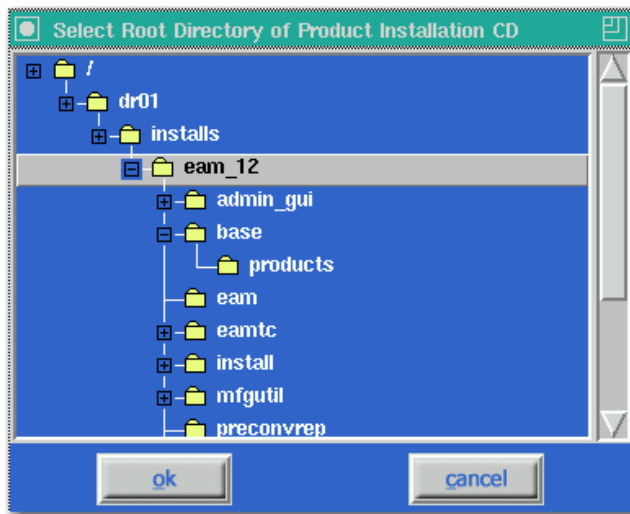 Select Root Directory of Product Installation CD
/
dr01
installs
eam_12
admin_gui
base
products
eam
eamtc
install
mfgutil
preconvrep
ok cancel